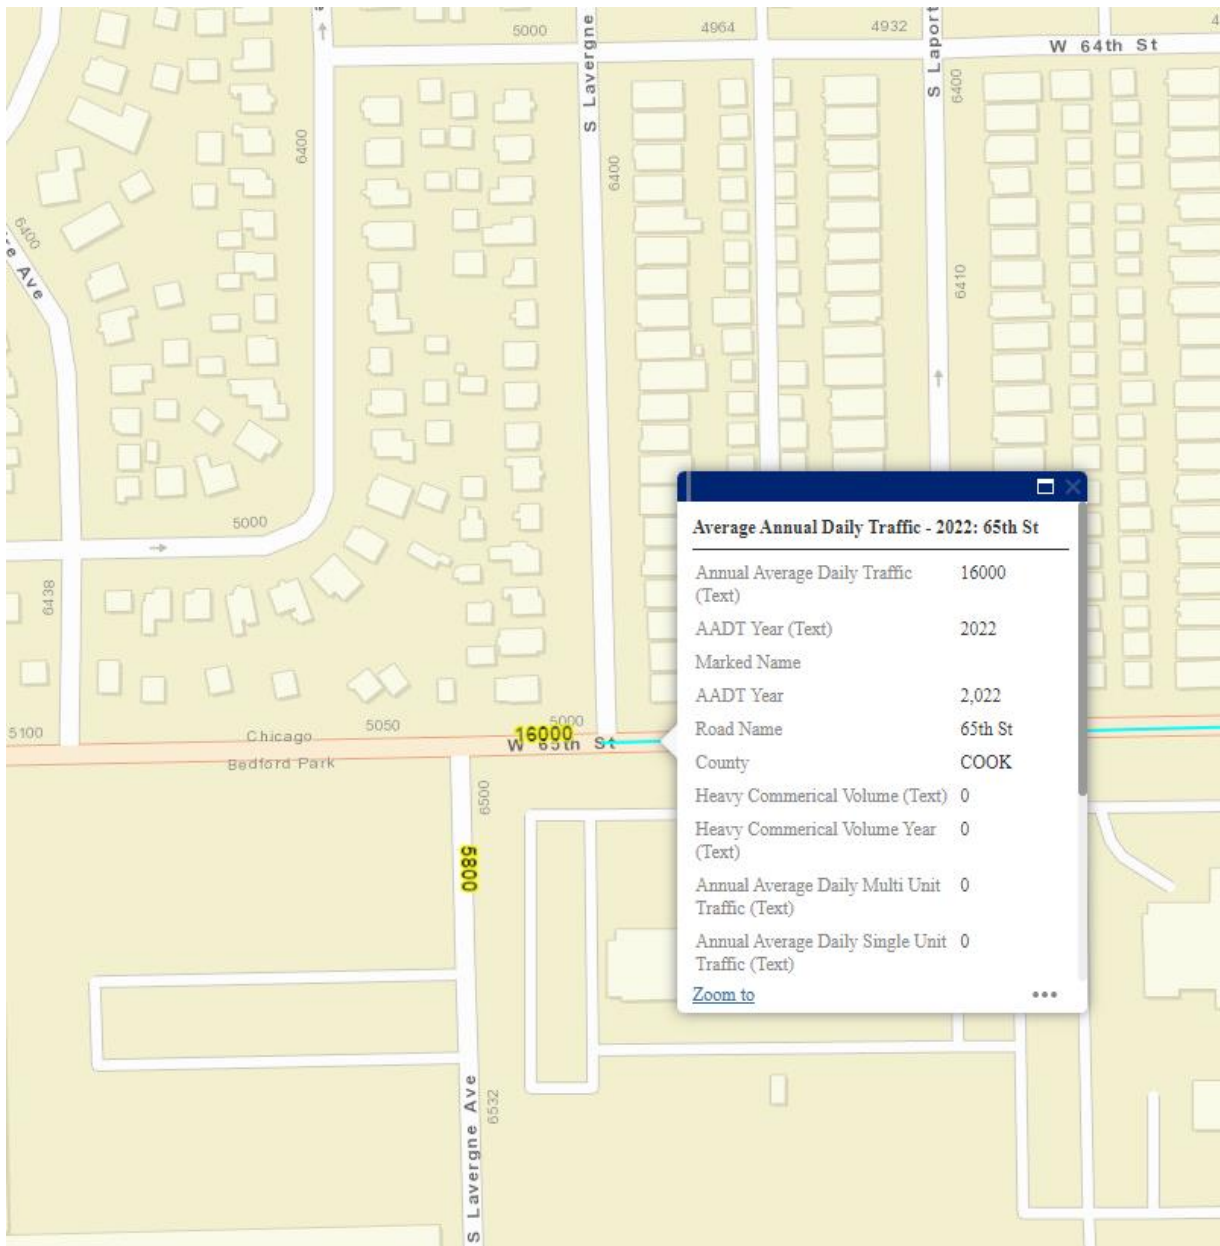 5000
4964
4932
4
S Lavergne
S Laport
W 64th St
6400
6400
6400
6400
re Ave
6410
5000
6438
Average Annual Daily Traffic - 2022: 65th St
Annual Average Daily Traffic 16000
(Text)
AADT Year (Text) 2022
Marked Name
AADT Year 2,022
Road Name 65th St
County COOK
Heavy Commerical Volume (Text) 0
Heavy Commerical Volume Year 0
(Text)
Annual Average Daily Multi Unit 0
Traffic (Text)
Annual Average Daily Single Unit 0
Traffic (Text)
Zoom to
5100
Chicago
5050
5000
16000
W 65th St
Bedford Park
6500
5800
S Lavergne Ave
6532
S